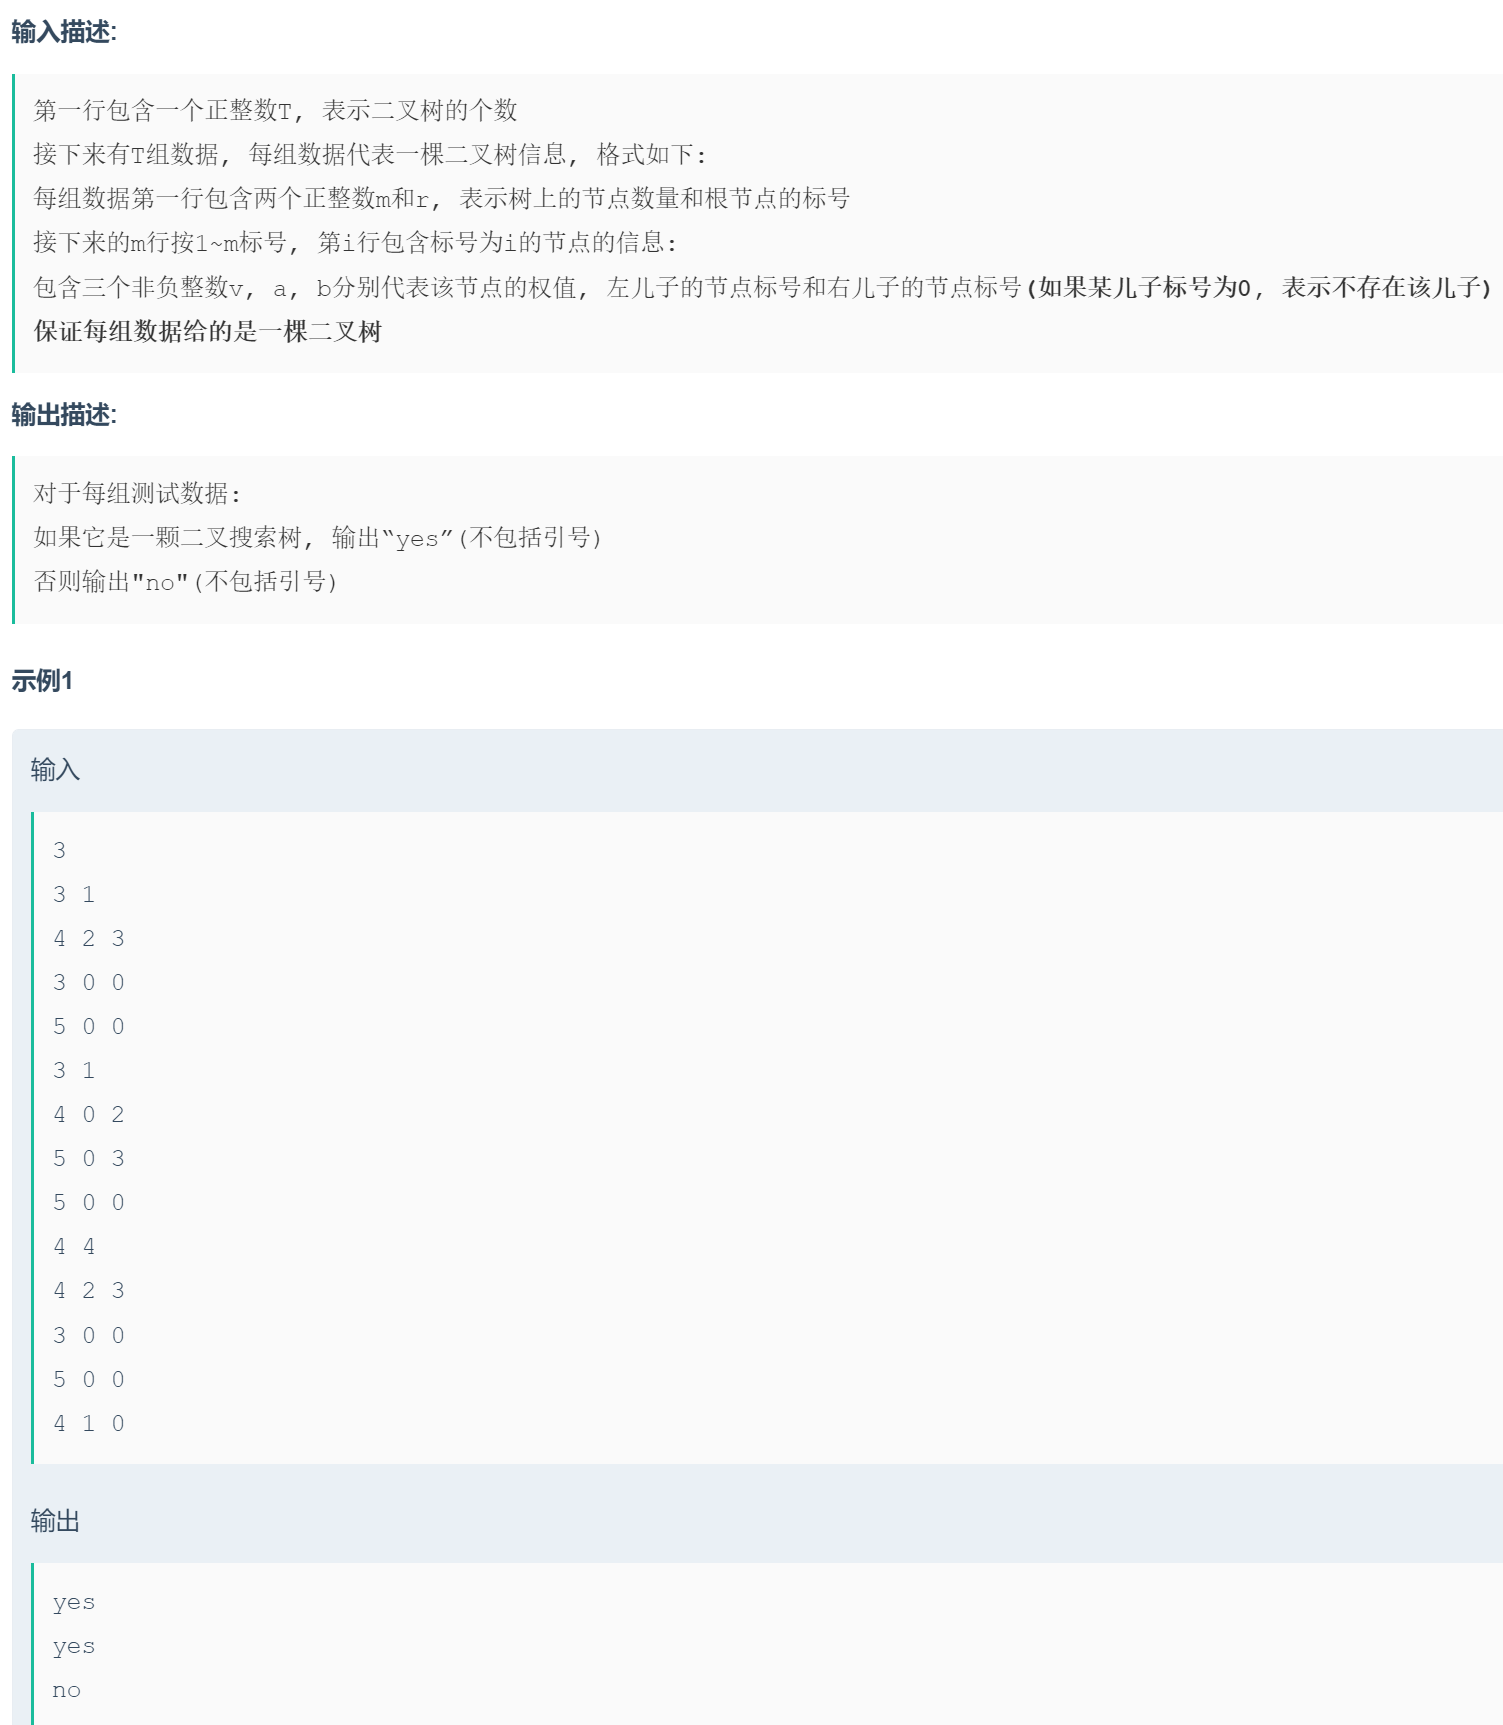 输入描述:
第一行包含一个正整数T, 表示二叉树的个数
接下来有T组数据, 每组数据代表一棵二叉树信息, 格式如下:
每组数据第一行包含两个正整数m和r, 表示树上的节点数量和根节点的标号
接下来的m行按1~m标号, 第i行包含标号为i的节点的信息:
包含三个非负整数v, a, b分别代表该节点的权值, 左儿子的节点标号和右儿子的节点标号(如果某儿子标号为0, 表示不存在该儿子)
保证每组数据给的是一棵二叉树
输出描述:
对于每组测试数据:
如果它是一颗二叉搜索树, 输出“yes”(不包括引号)
否则输出"no"(不包括引号)
示例1
输入
3
3 1
4 2 3
3 0 0
5 0 0
3 1
4 0 2
5 0 3
5 0 0
4 4
4 2 3
3 0 0
5 0 0
4 1 0
输出
yes
yes
no